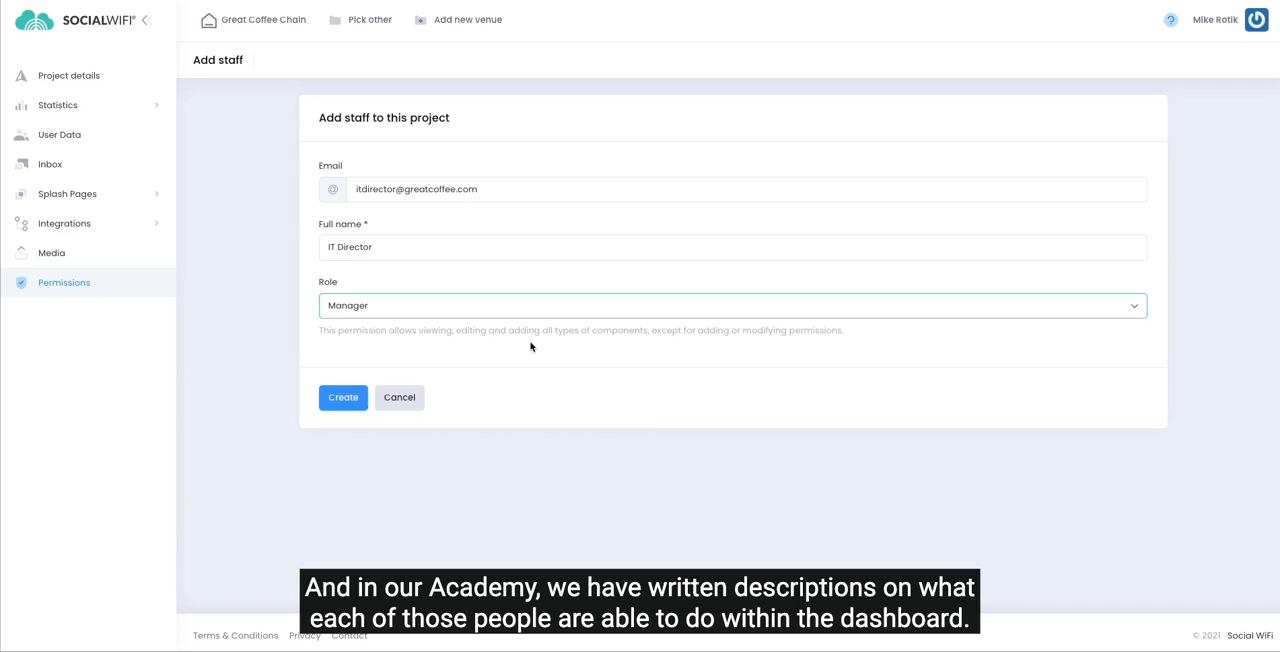 SOCIALWIFI®
Great Coffee Chain
Pick other
Add new venue
?
Mike Rotik
Add staff
Project details
Statistics
User Data
Inbox
Splash Pages
Integrations
Media
Permissions
Add staff to this project
Email
@ itdirector@greatcoffee.com
Full name *
IT Director
Role
Manager
This permission allows viewing, editing and adding all types of components, except for adding or modifying permissions.
Create
Cancel
And in our Academy, we have written descriptions on what
each of those people are able to do within the dashboard.
Terms & Conditions
Privacy
Contact
© 2021 Social WiFi